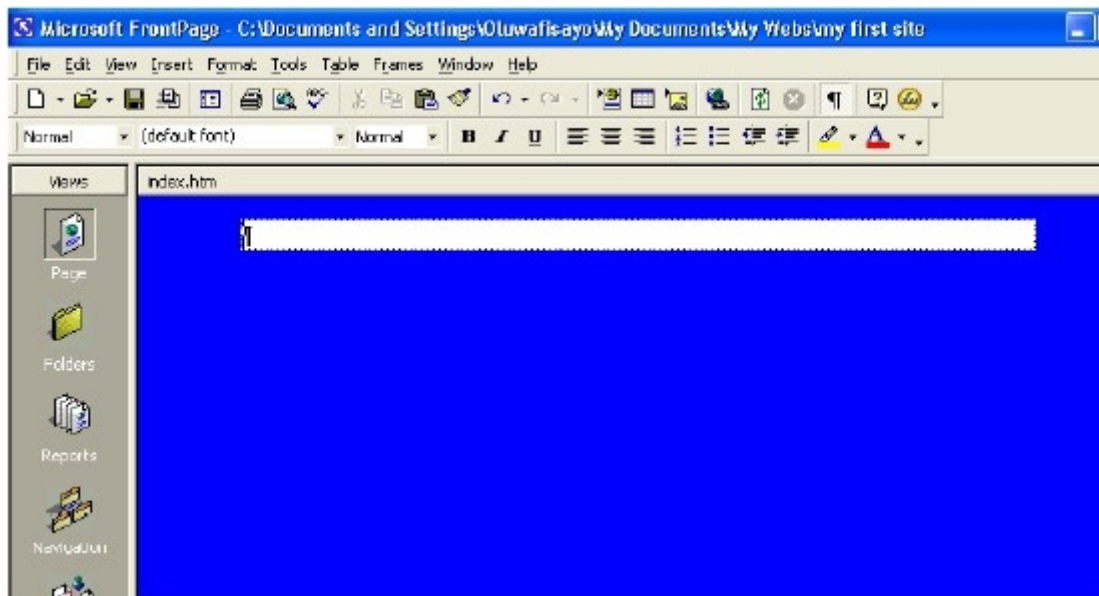 Microsoft FrontPage - C:\Documents and Settings\Oluwafisayo\My Documents\My Webs\my first site
File Edit View Insert Format Tools Table Frames Window Help
Normal (default font) Normal B I U A
Views index.htm
¶
Page
Folders
Reports
Navigation